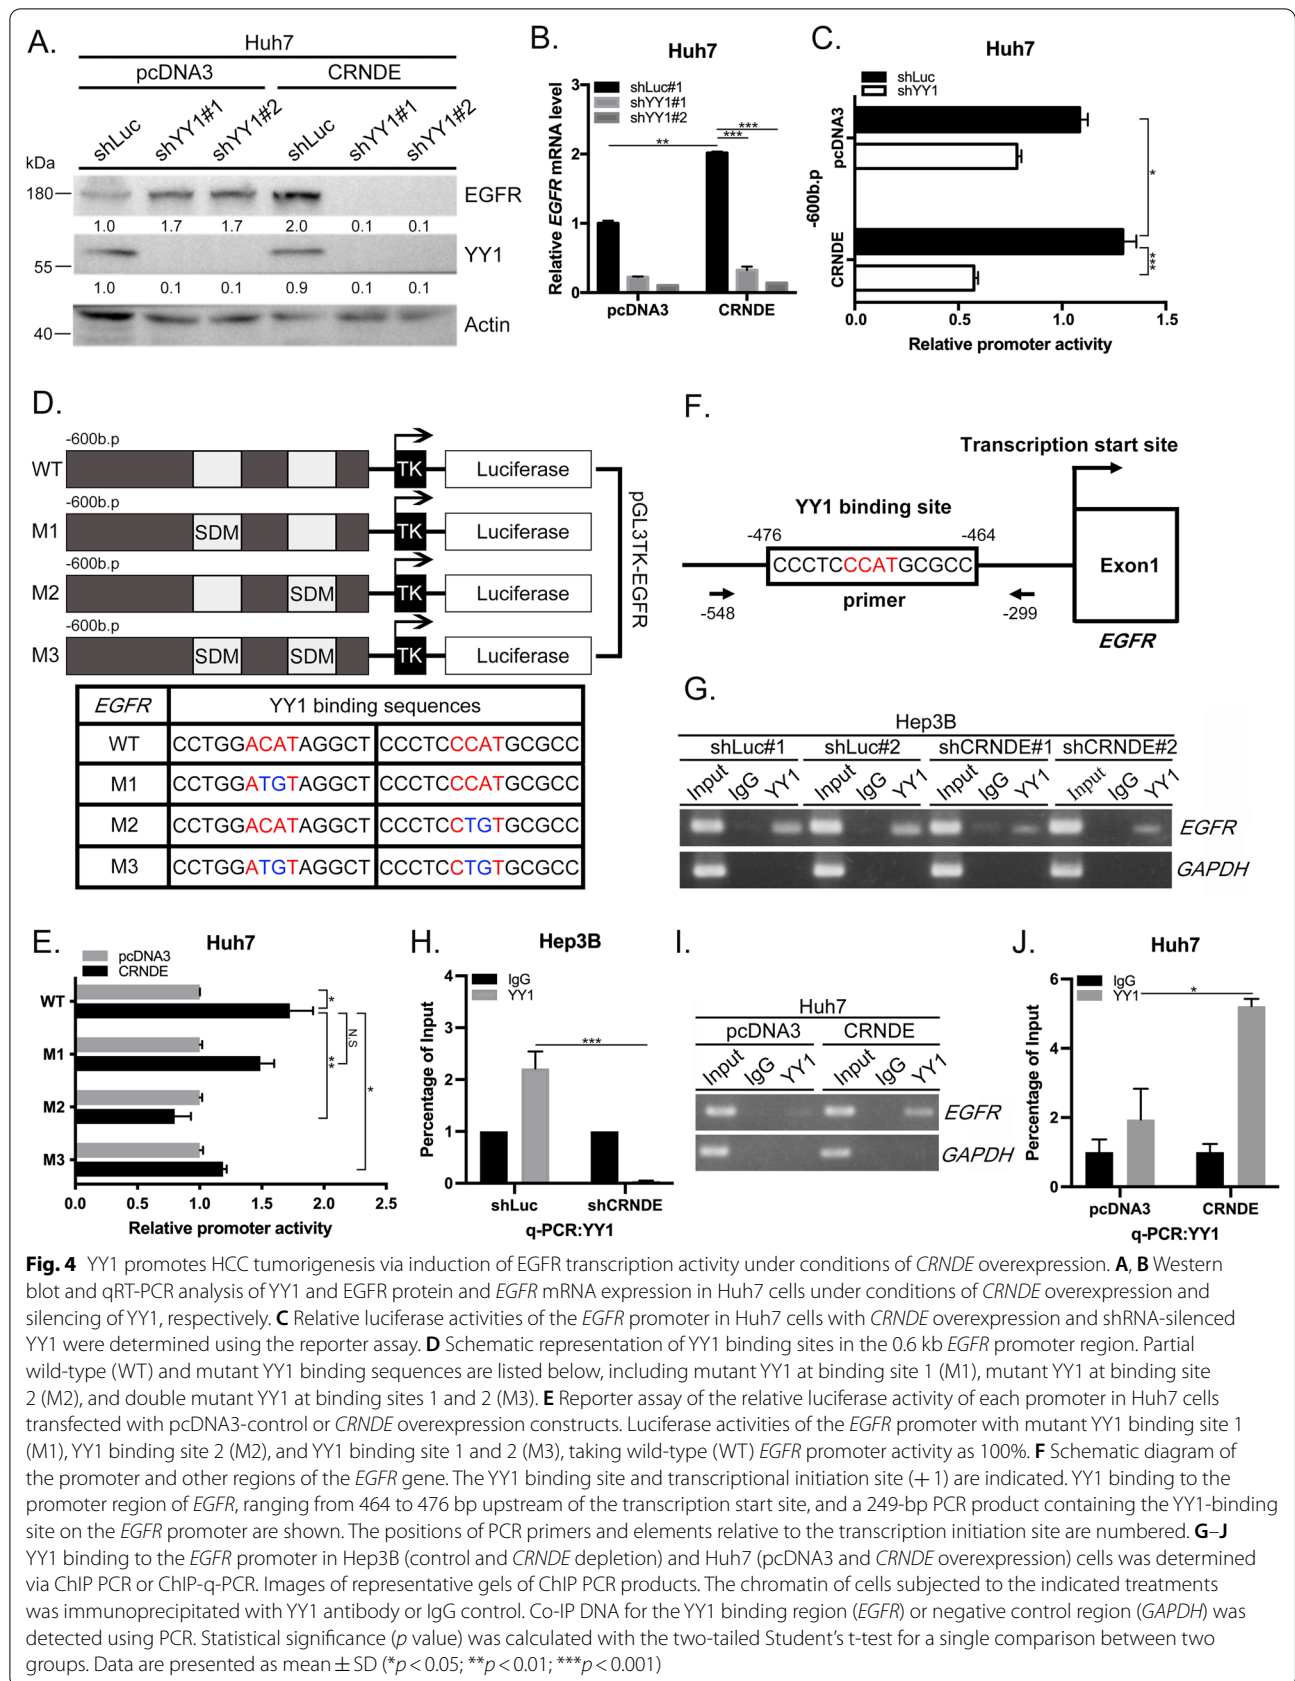 A.
Huh7
pcDNA3 CRNDE
shLuc shYY1#1 shYY1#2 shLuc shYY1#1 shYY1#2
kDa
180 EGFR
1.0 1.7 1.7 2.0 0.1 0.1
YY1
55
1.0 0.1 0.1 0.9 0.1 0.1
Actin
40
B.
Huh7
shLuc#1
shYY1#1
shYY1#2
Relative EGFR mRNA level
3
2
1
0
** *** ***
pcDNA3 CRNDE
C.
Huh7
shLuc
shYY1
-600b.p
pcDNA3
CRNDE
*
***
0.0 0.5 1.0 1.5
Relative promoter activity
D.
-600b.p
WT TK Luciferase
-600b.p
M1 SDM TK Luciferase
-600b.p
M2 SDM TK Luciferase
-600b.p
M3 SDM SDM TK Luciferase
pGL3TK-EGFR
EGFR YY1 binding sequences
WT CCTGGACATAGGCT CCCTCCCATGCGCC
M1 CCTGGATGTAGGCT CCCTCCCATGCGCC
M2 CCTGGACATAGGCT CCCTCCTGTGCGCC
M3 CCTGGATGTAGGCT CCCTCCTGTGCGCC
F.
Transcription start site
YY1 binding site
-476 -464
CCCTCCCATGCGCC
Exon1
primer
-548 -299
EGFR
G.
Hep3B
shLuc#1 shLuc#2 shCRNDE#1 shCRNDE#2
Input IgG YY1 Input IgG YY1 Input IgG YY1 Input IgG YY1
EGFR
GAPDH
E.
Huh7
pcDNA3
CRNDE
WT
M1
M2
M3
*
N.S
**
*
0.0 0.5 1.0 1.5 2.0 2.5
Relative promoter activity
H.
Hep3B
IgG
YY1
Percentage of Input
4
3
2
1
0
***
shLuc shCRNDE
q-PCR:YY1
I.
Huh7
pcDNA3 CRNDE
Input IgG YY1 Input IgG YY1
EGFR
GAPDH
J.
Huh7
IgG
YY1
Percentage of Input
6
4
2
0
*
pcDNA3 CRNDE
q-PCR:YY1
Fig. 4 YY1 promotes HCC tumorigenesis via induction of EGFR transcription activity under conditions of CRNDE overexpression. A, B Western
blot and qRT-PCR analysis of YY1 and EGFR protein and EGFR mRNA expression in Huh7 cells under conditions of CRNDE overexpression and
silencing of YY1, respectively. C Relative luciferase activities of the EGFR promoter in Huh7 cells with CRNDE overexpression and shRNA-silenced
YY1 were determined using the reporter assay. D Schematic representation of YY1 binding sites in the 0.6 kb EGFR promoter region. Partial
wild-type (WT) and mutant YY1 binding sequences are listed below, including mutant YY1 at binding site 1 (M1), mutant YY1 at binding site
2 (M2), and double mutant YY1 at binding sites 1 and 2 (M3). E Reporter assay of the relative luciferase activity of each promoter in Huh7 cells
transfected with pcDNA3-control or CRNDE overexpression constructs. Luciferase activities of the EGFR promoter with mutant YY1 binding site 1
(M1), YY1 binding site 2 (M2), and YY1 binding site 1 and 2 (M3), taking wild-type (WT) EGFR promoter activity as 100%. F Schematic diagram of
the promoter and other regions of the EGFR gene. The YY1 binding site and transcriptional initiation site (+ 1) are indicated. YY1 binding to the
promoter region of EGFR, ranging from 464 to 476 bp upstream of the transcription start site, and a 249-bp PCR product containing the YY1-binding
site on the EGFR promoter are shown. The positions of PCR primers and elements relative to the transcription initiation site are numbered. G–J
YY1 binding to the EGFR promoter in Hep3B (control and CRNDE depletion) and Huh7 (pcDNA3 and CRNDE overexpression) cells was determined
via ChIP PCR or ChIP-q-PCR. Images of representative gels of ChIP PCR products. The chromatin of cells subjected to the indicated treatments
was immunoprecipitated with YY1 antibody or IgG control. Co-IP DNA for the YY1 binding region (EGFR) or negative control region (GAPDH) was
detected using PCR. Statistical significance (p value) was calculated with the two-tailed Student's t-test for a single comparison between two
groups. Data are presented as mean ± SD (*p < 0.05; **p < 0.01; ***p < 0.001)